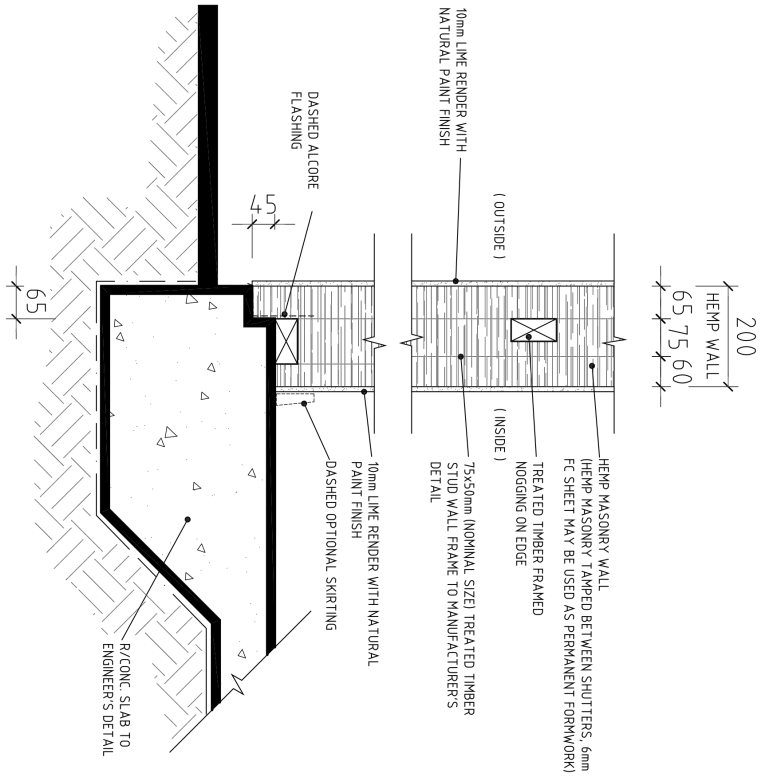 200
HEMP WALL
65 75 60
10mm LIME RENDER WITH
NATURAL PAINT FINISH
( OUTSIDE )
( INSIDE )
HEMP MASONRY WALL
(HEMP MASONRY TAMPED BETWEEN SHUTTERS, 6mm
FC SHEET MAY BE USED AS PERMANENT FORMWORK)
TREATED TIMBER FRAMED
NOGGING ON EDGE
75x50mm (NOMINAL SIZE) TREATED TIMBER
STUD WALL FRAME TO MANUFACTURER'S
DETAIL
10mm LIME RENDER WITH NATURAL
PAINT FINISH
DASHED OPTIONAL SKIRTING
DASHED ALCORE
FLASHING
45
R/CONC. SLAB TO
ENGINEER'S DETAIL
65